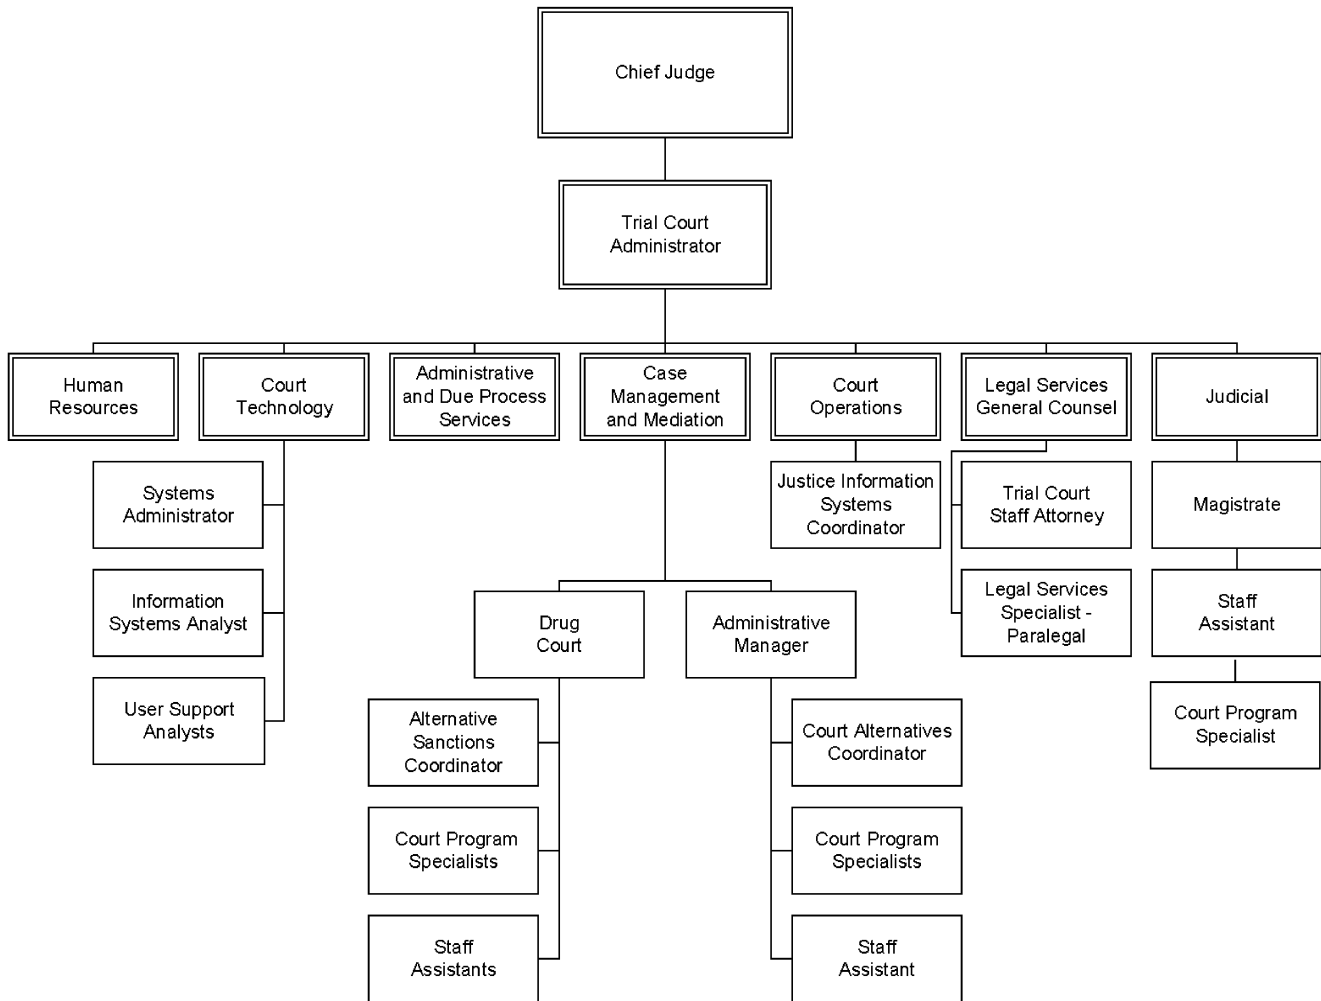 Chief Judge
Trial Court
Administrator
Human
Resources
Court
Technology
Administrative
and Due Process
Services
Case
Management
and Mediation
Court
Operations
Legal Services
General Counsel
Judicial
Systems
Administrator
Information
Systems Analyst
User Support
Analysts
Justice Information
Systems
Coordinator
Trial Court
Staff Attorney
Legal Services
Specialist -
Paralegal
Magistrate
Staff
Assistant
Court Program
Specialist
Drug
Court
Alternative
Sanctions
Coordinator
Court Program
Specialists
Staff
Assistants
Administrative
Manager
Court Alternatives
Coordinator
Court Program
Specialists
Staff
Assistant